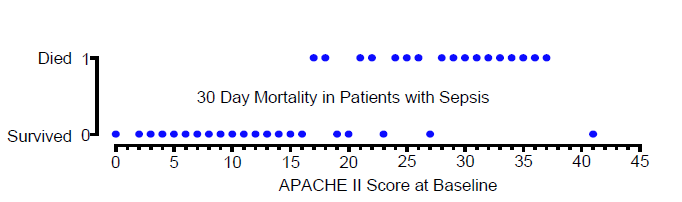 Died 1
30 Day Mortality in Patients with Sepsis
Survived 0
0 5 10 15 20 25 30 35 40 45
APACHE II Score at Baseline